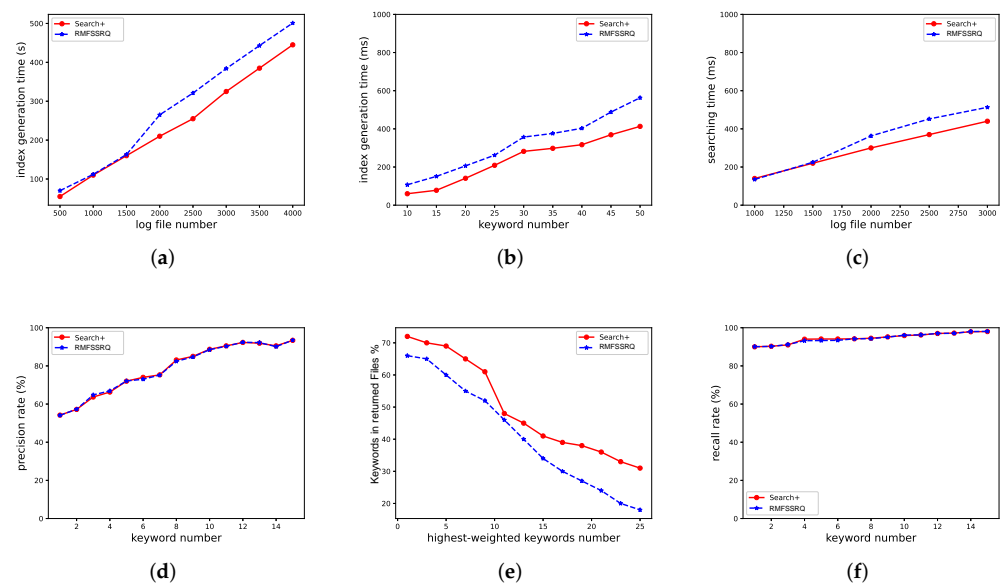 Search+
RMFSSRQ
index generation time (s)
500
400
300
200
100
500 1000 1500 2000 2500 3000 3500 4000
log file number
(a)
Search+
RMFSSRQ
index generation time (ms)
1000
800
600
400
200
0
10 15 20 25 30 35 40 45 50
keyword number
(b)
Search+
RMFSSRQ
searching time (ms)
1000
800
600
400
200
0
1000 1250 1500 1750 2000 2250 2500 2750 3000
log file number
(c)
Search+
RMFSSRQ
precision rate (%)
100
80
60
40
20
0
2 4 6 8 10 12 14
keyword number
(d)
Search+
RMFSSRQ
Keywords in returned Files %
70
60
50
40
30
20
0 5 10 15 20 25
highest-weighted keywords number
(e)
recall rate (%)
100
80
60
40
20
0
Search+
RMFSSRQ
2 4 6 8 10 12 14
keyword number
(f)